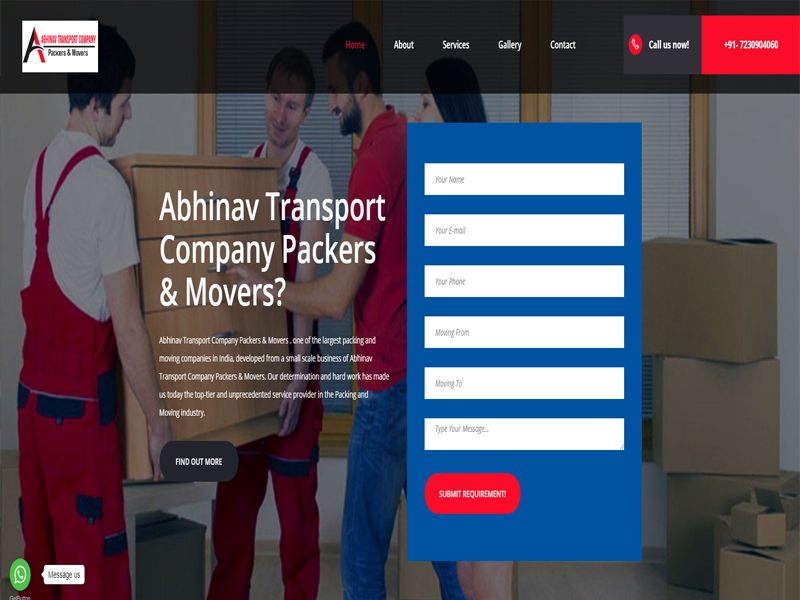 ABHINAV TRANSPORT COMPANY
Packers & Movers
Home
About
Services
Gallery
Contact
Call us now!
+91- 7230904060
Abhinav Transport
Company Packers
& Movers?
Abhinav Transport Company Packers & Movers , one of the largest packing and
moving companies in India, developed from a small scale business of Abhinav
Transport Company Packers & Movers. Our determination and hard work has made
us today the top-tier and unprecedented service provider in the Packing and
Moving industry.
FIND OUT MORE
Your Name
Your E-mail
Your Phone
Moving From
Moving To
Type Your Message...
SUBMIT REQUIREMENT!
Message us
GetButton